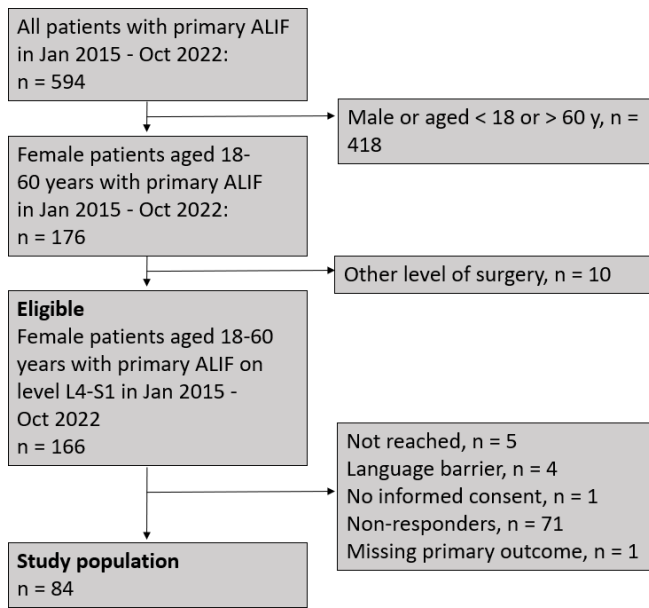 All patients with primary ALIF
in Jan 2015 - Oct 2022:
n = 594
Male or aged < 18 or > 60 y, n =
418
Female patients aged 18-
60 years with primary ALIF
in Jan 2015 - Oct 2022:
n = 176
Other level of surgery, n = 10
Eligible
Female patients aged 18-60
years with primary ALIF on
level L4-S1 in Jan 2015 -
Oct 2022
n = 166
Not reached, n = 5
Language barrier, n = 4
No informed consent, n = 1
Non-responders, n = 71
Missing primary outcome, n = 1
Study population
n = 84